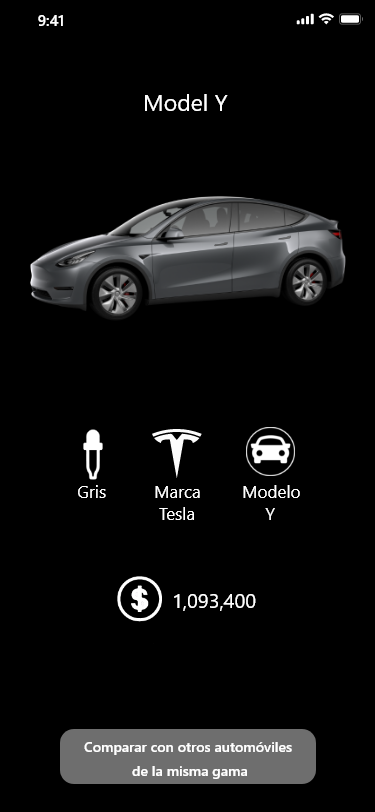 9:41
Model Y
Gris
Marca
Tesla
Modelo
Y
$ 1,093,400
Comparar con otros automóviles
de la misma gama